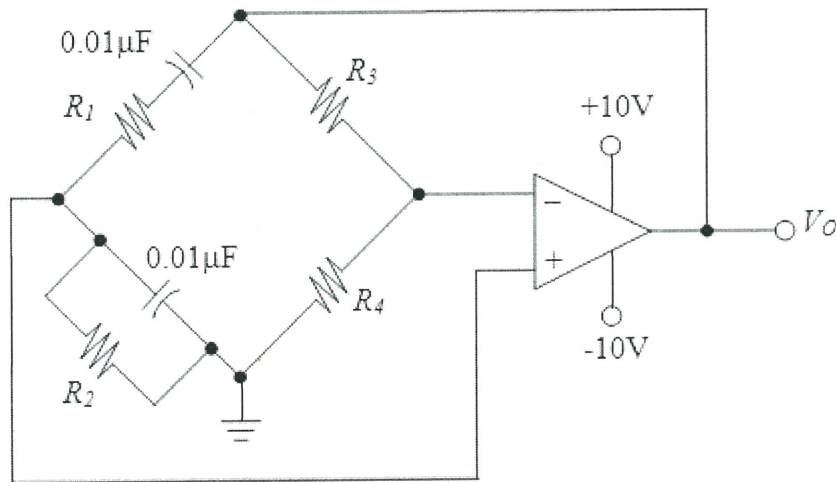 0.01μF
R3
R1
+10V
−
VO
0.01μF
+
R4
-10V
R2